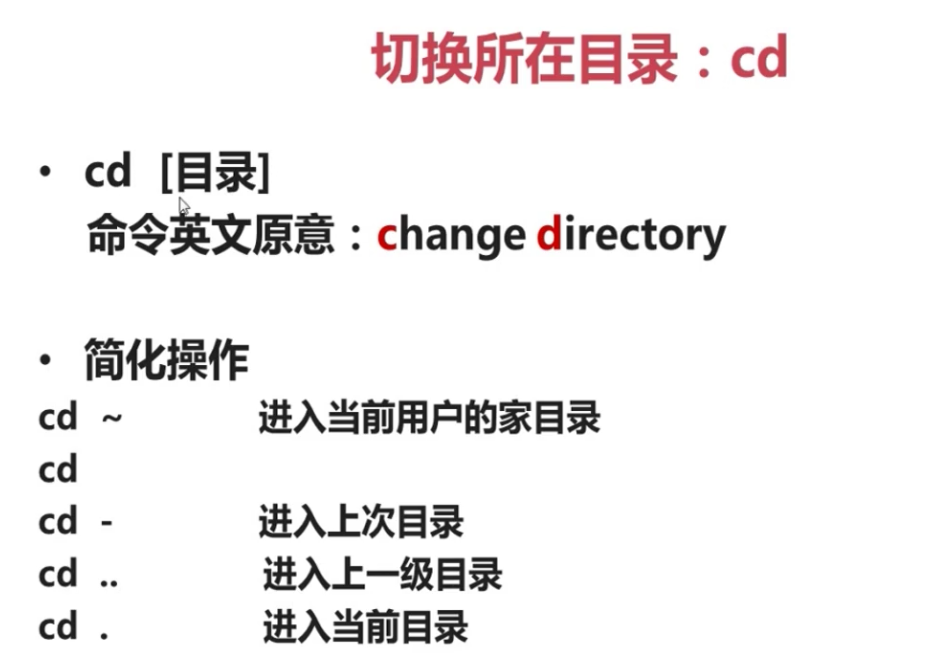 切换所在目录：cd
• cd [目录]
命令英文原意：change directory
• 简化操作
cd ~ 进入当前用户的家目录
cd
cd - 进入上次目录
cd .. 进入上一级目录
cd . 进入当前目录